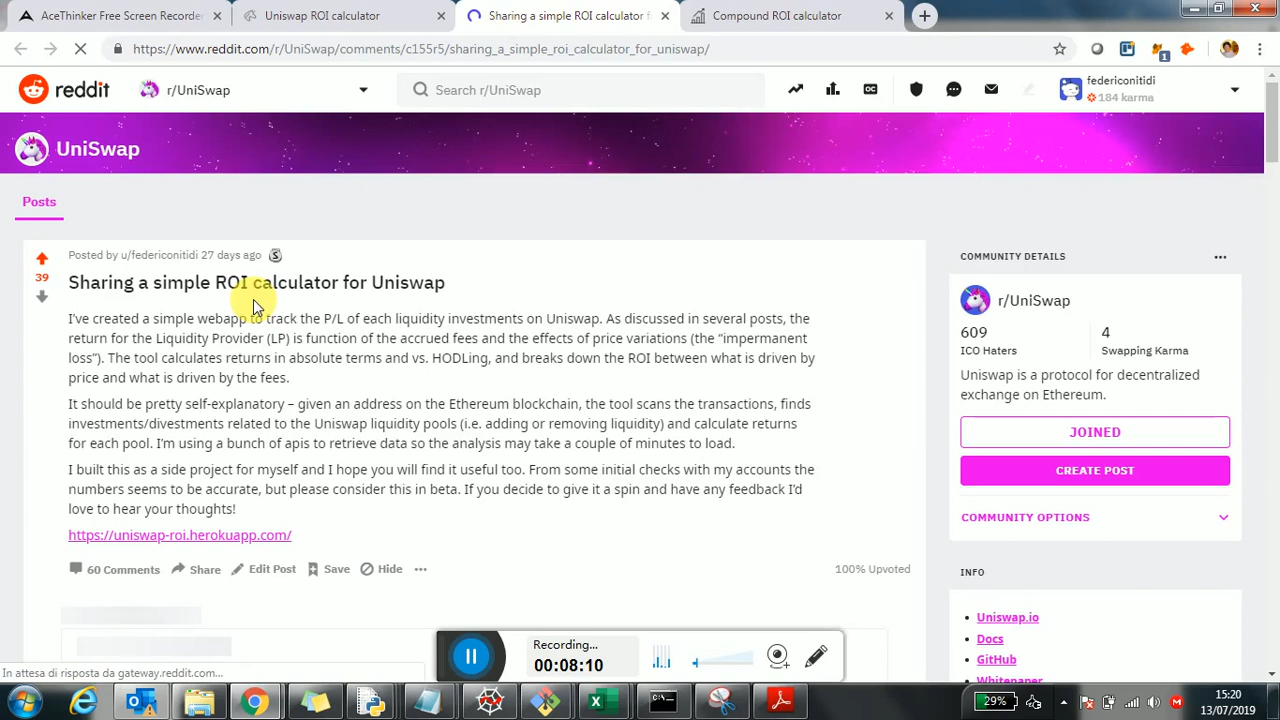 AceThinker Free Screen Recorder
Uniswap ROI calculator
Sharing a simple ROI calculator f
Compound ROI calculator
https://www.reddit.com/r/UniSwap/comments/c155r5/sharing_a_simple_roi_calculator_for_uniswap/
1
reddit
r/UniSwap
Search r/UniSwap
CC
federiconitidi
184 karma
UniSwap
Posts
Posted by u/federiconitidi 27 days ago
39
Sharing a simple ROI calculator for Uniswap
I've created a simple webapp to track the P/L of each liquidity investments on Uniswap. As discussed in several posts, the
return for the Liquidity Provider (LP) is function of the accrued fees and the effects of price variations (the "impermanent
loss"). The tool calculates returns in absolute terms and vs. HODLing, and breaks down the ROI between what is driven by
price and what is driven by the fees.
It should be pretty self-explanatory – given an address on the Ethereum blockchain, the tool scans the transactions, finds
investments/divestments related to the Uniswap liquidity pools (i.e. adding or removing liquidity) and calculate returns
for each pool. I'm using a bunch of apis to retrieve data so the analysis may take a couple of minutes to load.
I built this as a side project for myself and I hope you will find it useful too. From some initial checks with my accounts the
numbers seems to be accurate, but please consider this in beta. If you decide to give it a spin and have any feedback I'd
love to hear your thoughts!
https://uniswap-roi.herokuapp.com/
60 Comments
Share
Edit Post
Save
Hide
100% Upvoted
COMMUNITY DETAILS
r/UniSwap
609
4
ICO Haters
Swapping Karma
Uniswap is a protocol for decentralized
exchange on Ethereum.
JOINED
CREATE POST
COMMUNITY OPTIONS
INFO
Uniswap.io
Docs
GitHub
Whitepaper
Recording...
00:08:10
In attesa di risposta da gateway.reddit.com...
29%
15:20
13/07/2019